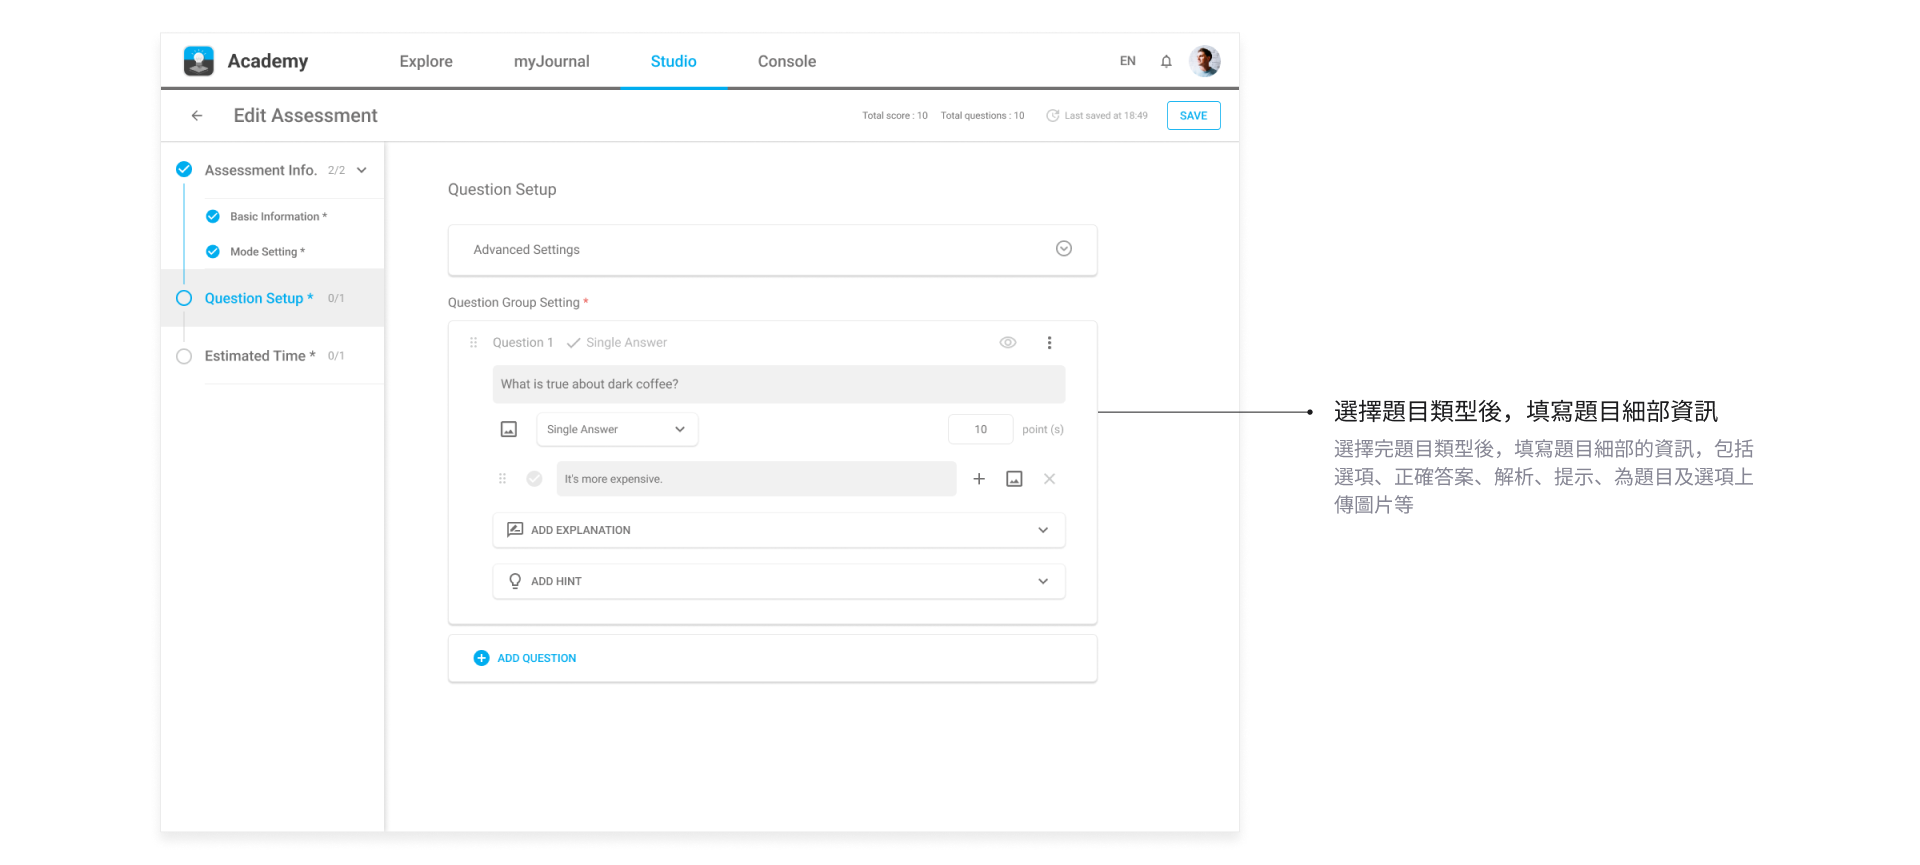 Academy
Explore
myJournal
Studio
Console
EN
Edit Assessment
Total score : 10
Total questions : 10
Last saved at 18:49
SAVE
Assessment Info. 2/2
Basic Information *
Mode Setting *
Question Setup * 0/1
Estimated Time * 0/1
Question Setup
Advanced Settings
Question Group Setting *
Question 1 Single Answer
What is true about dark coffee?
Single Answer
10 point (s)
It's more expensive.
ADD EXPLANATION
ADD HINT
ADD QUESTION
選擇題目類型後，填寫題目細部資訊
選擇完題目類型後，填寫題目細部的資訊，包括
選項、正確答案、解析、提示、為題目及選項上
傳圖片等